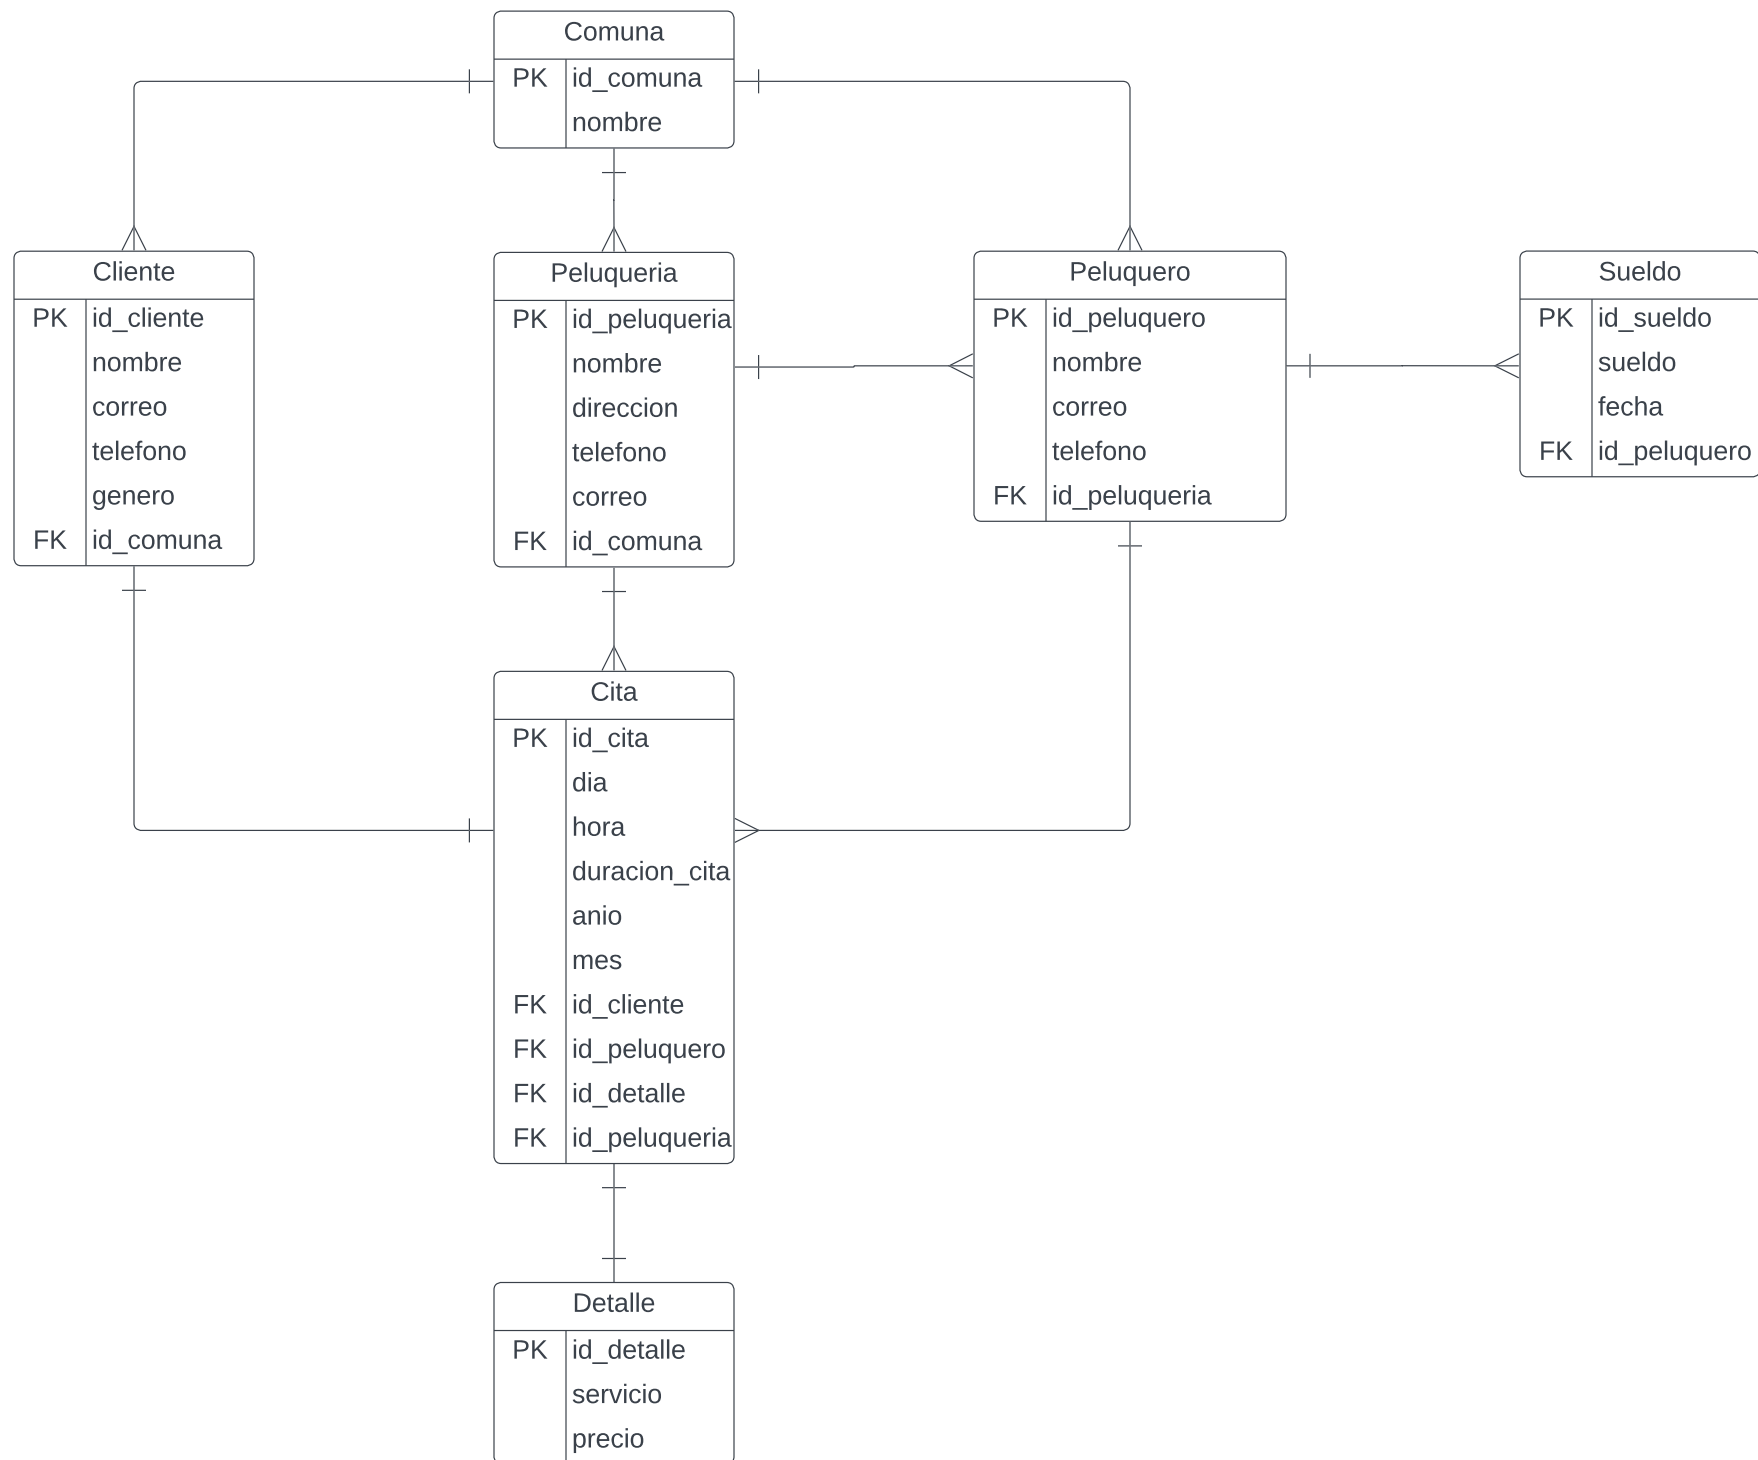 Comuna
PK id_comuna
nombre
Cliente
PK id_cliente
nombre
correo
telefono
genero
FK id_comuna
Peluqueria
PK id_peluqueria
nombre
direccion
telefono
correo
FK id_comuna
Peluquero
PK id_peluquero
nombre
correo
telefono
FK id_peluqueria
Sueldo
PK id_sueldo
sueldo
fecha
FK id_peluquero
Cita
PK id_cita
dia
hora
duracion_cita
anio
mes
FK id_cliente
FK id_peluquero
FK id_detalle
FK id_peluqueria
Detalle
PK id_detalle
servicio
precio